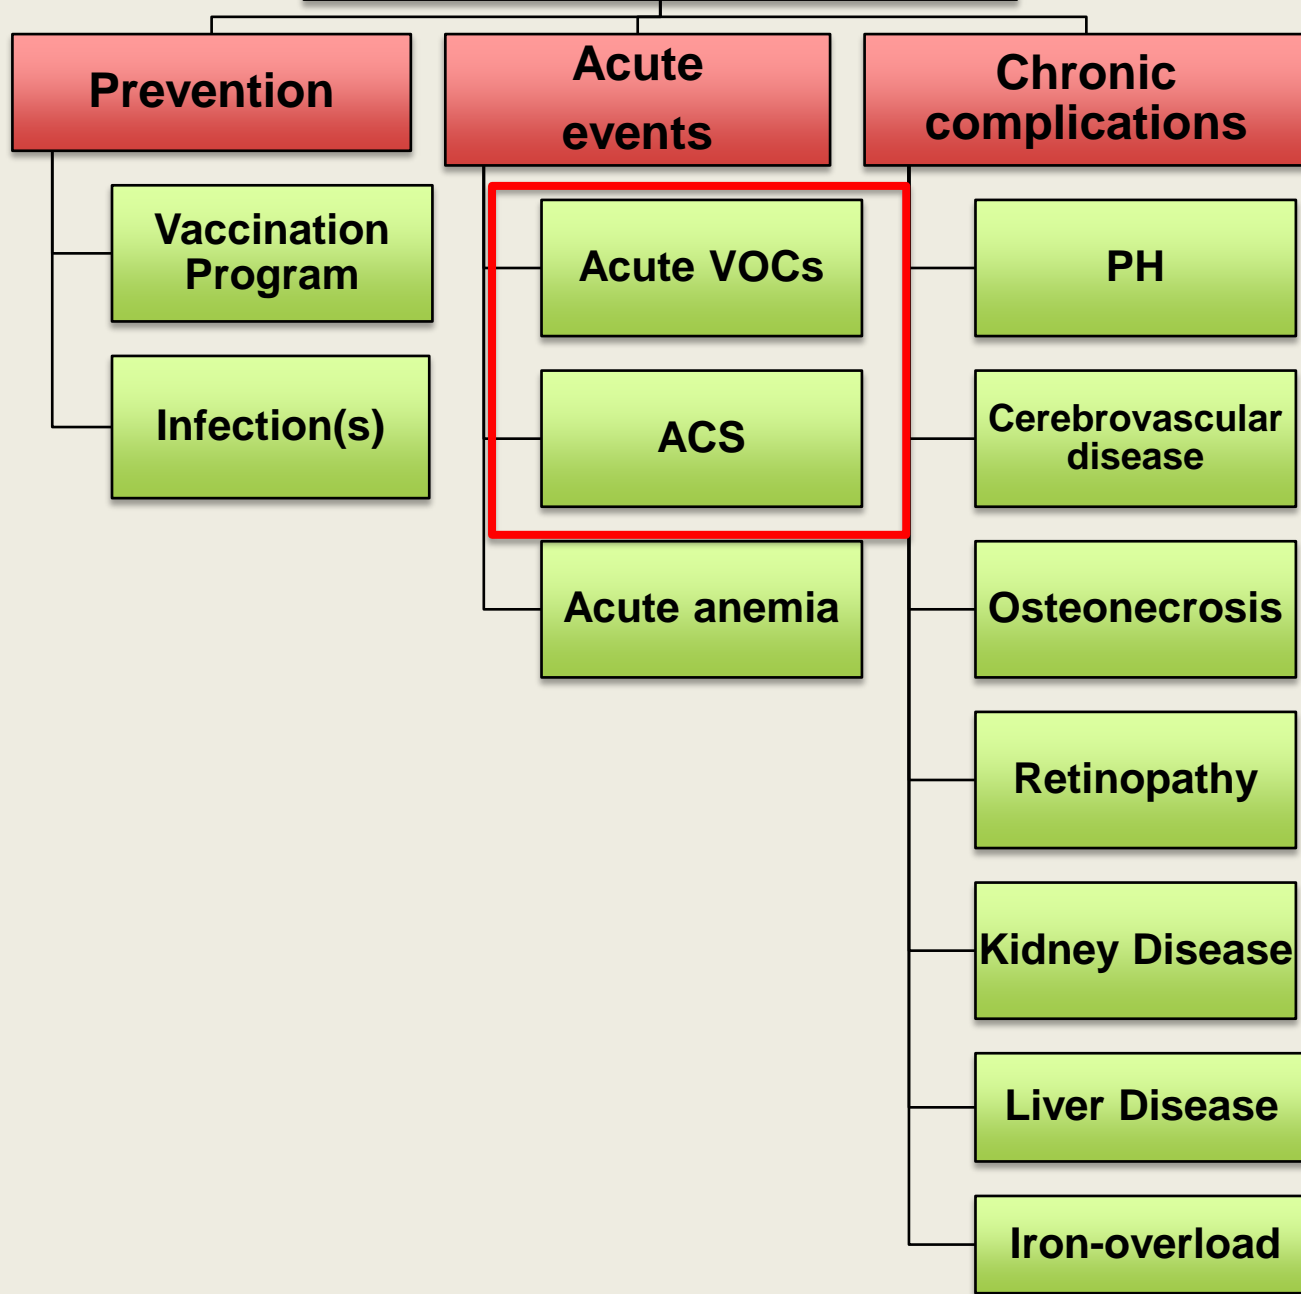 Prevention
Vaccination
Program
Infection(s)
Acute
events
Acute VOCs
ACS
Acute anemia
Chronic
complications
PH
Cerebrovascular
disease
Osteonecrosis
Retinopathy
Kidney Disease
Liver Disease
Iron-overload